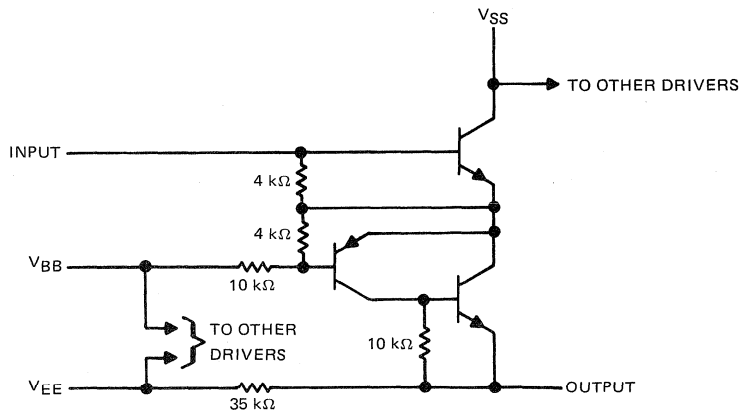 VSS
TO OTHER DRIVERS
INPUT
4 kΩ
4 kΩ
VBB
10 kΩ
TO OTHER
DRIVERS
10 kΩ
VEE
35 kΩ
OUTPUT